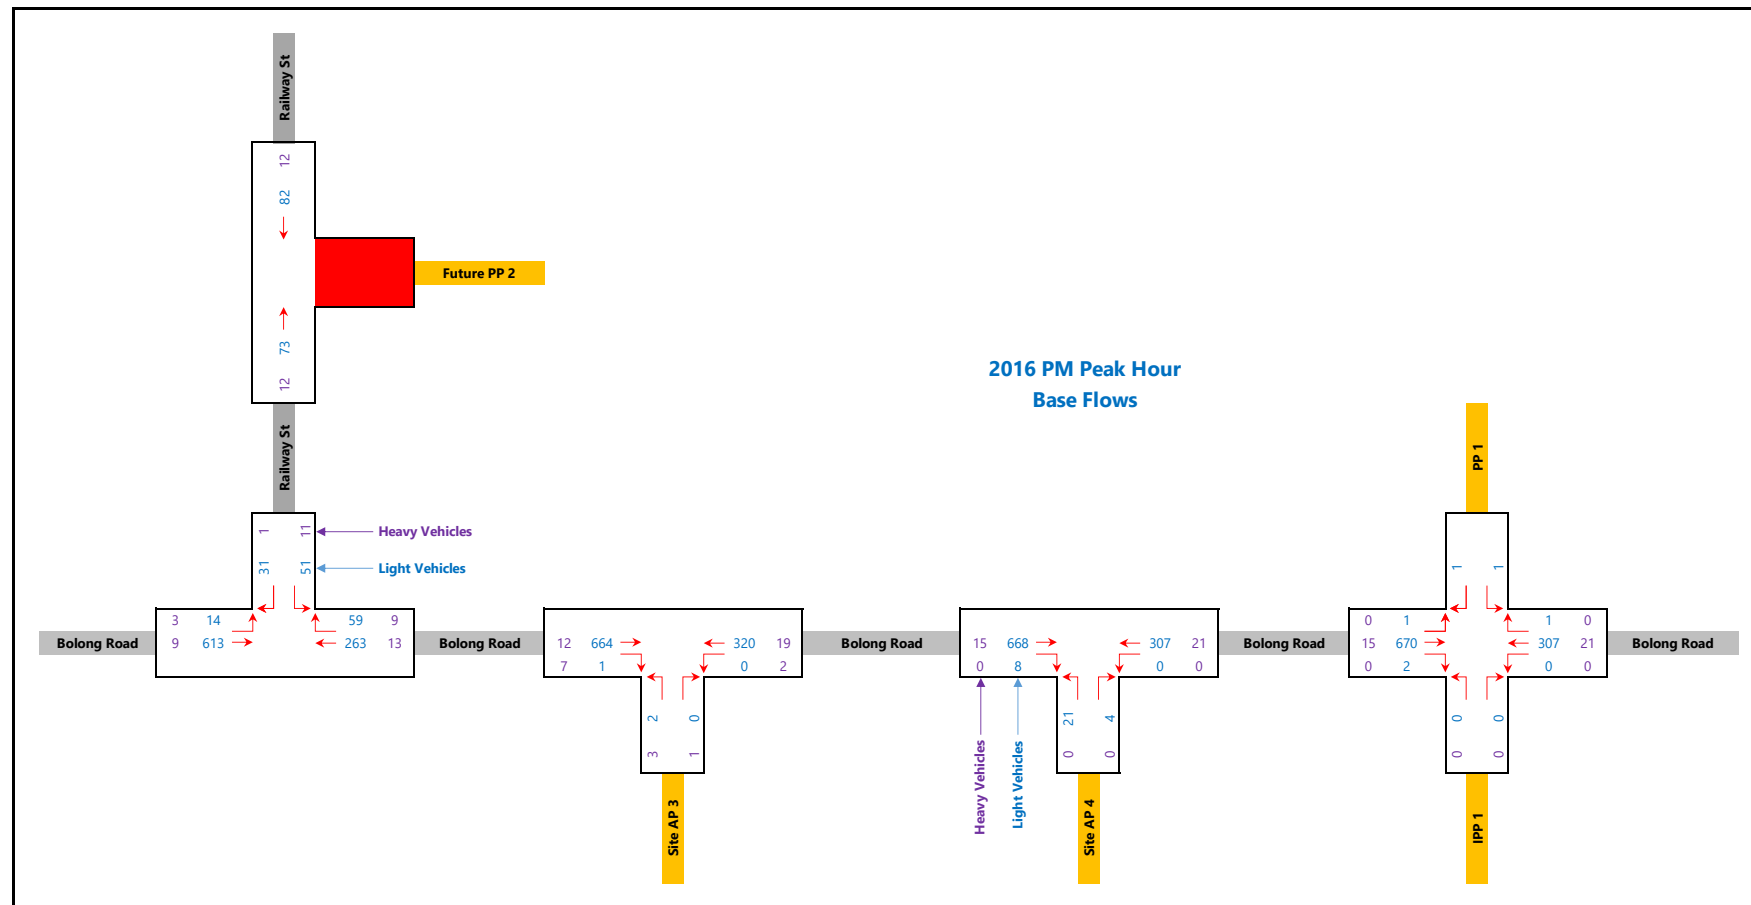 Railway St
12
82
Future PP 2
73
12
2016 PM Peak Hour
Base Flows
Railway St
PP 1
1 11 Heavy Vehicles
31 51 Light Vehicles
1 1
3 14 59 9
0 1 1 0
Bolong Road 9 613 263 13 Bolong Road 12 664 320 19 Bolong Road 15 668 307 21 Bolong Road 15 670 307 21 Bolong Road
7 1 0 2 0 8 0 0 0 2 0 0
2 0 21 4 0 0
3 1 0 0 0 0
Heavy Vehicles
Light Vehicles
Site AP 3
Site AP 4
IPP 1